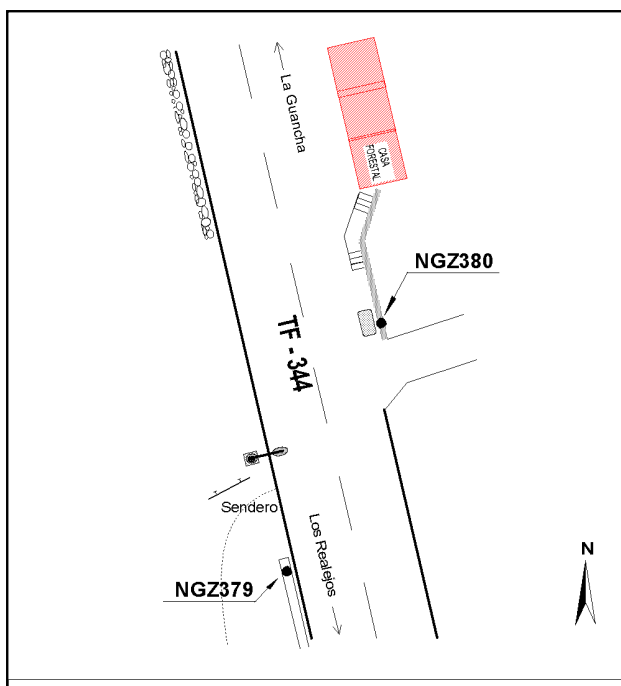 La Guancha
CASA
FORESTAL
NGZ380
TF - 344
Sendero
Los Realejos
NGZ379
N